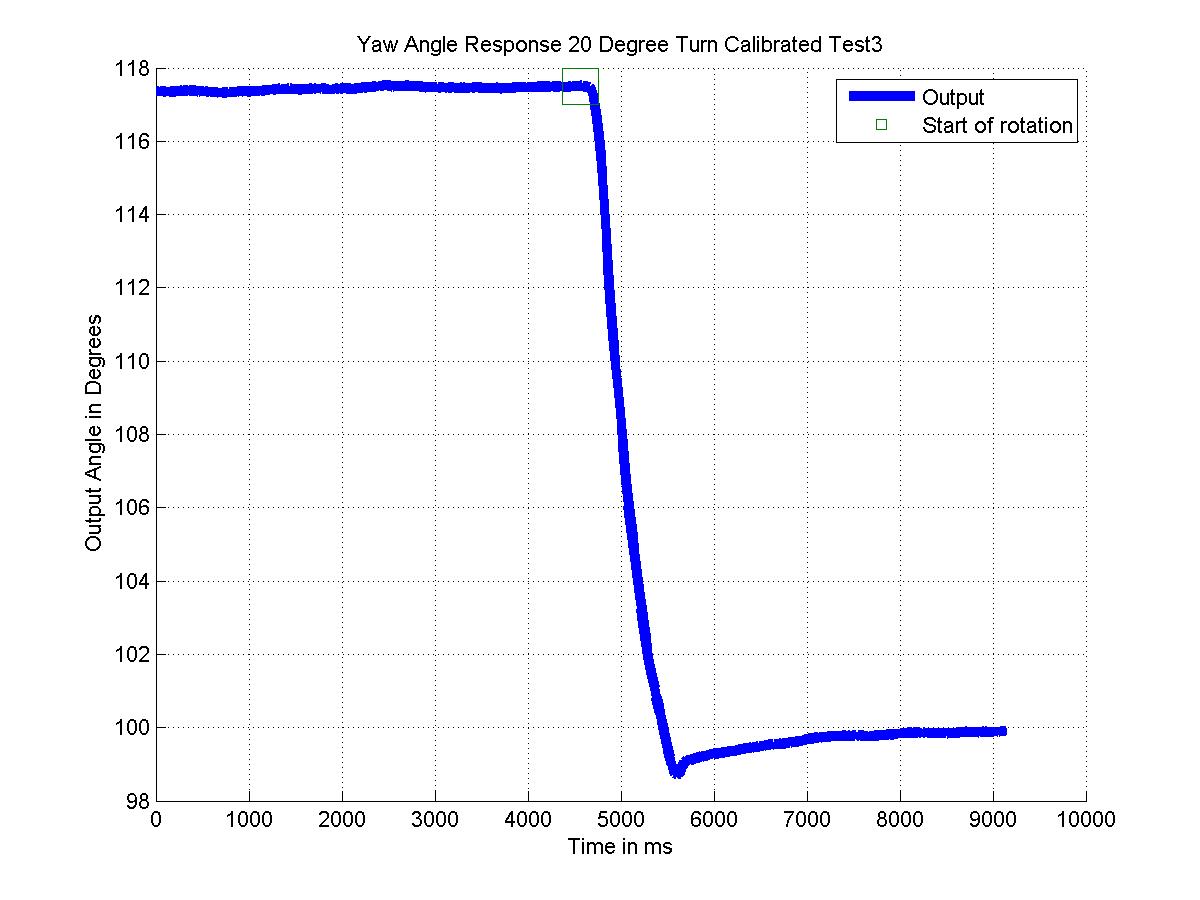 Yaw Angle Response 20 Degree Turn Calibrated Test3
118
116
114
112
110
108
106
104
102
100
98
Output Angle in Degrees
Output
Start of rotation
0 1000 2000 3000 4000 5000 6000 7000 8000 9000 10000
Time in ms